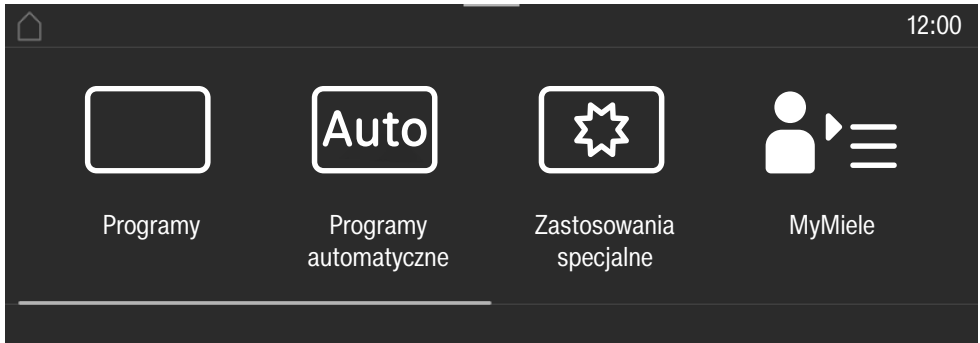 12:00
Auto
Programy
Programy
automatyczne
Zastosowania
specjalne
MyMiele